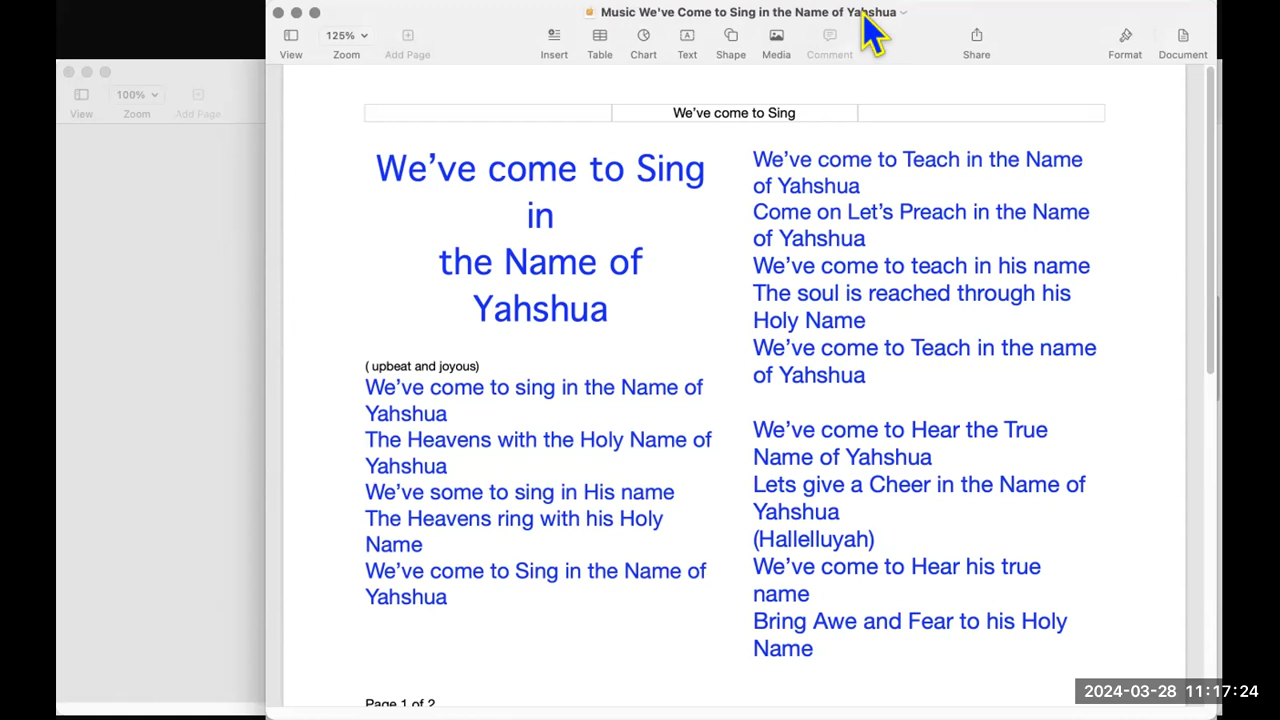 Music We've Come to Sing in the Name of Yahshua
125%
View
Zoom
Add Page
Insert
Table
Chart
Text
Shape
Media
Comment
Share
Format
Document
100%
View
Zoom
Add Page
We've come to Sing
We've come to Sing
in
the Name of
Yahshua
( upbeat and joyous)
We've come to sing in the Name of
Yahshua
The Heavens with the Holy Name of
Yahshua
We've some to sing in His name
The Heavens ring with his Holy
Name
We've come to Sing in the Name of
Yahshua
We've come to Teach in the Name
of Yahshua
Come on Let's Preach in the Name
of Yahshua
We've come to teach in his name
The soul is reached through his
Holy Name
We've come to Teach in the name
of Yahshua
We've come to Hear the True
Name of Yahshua
Lets give a Cheer in the Name of
Yahshua
(Hallelluyah)
We've come to Hear his true
name
Bring Awe and Fear to his Holy
Name
Page 1 of 2
2024-03-28 11:17:24